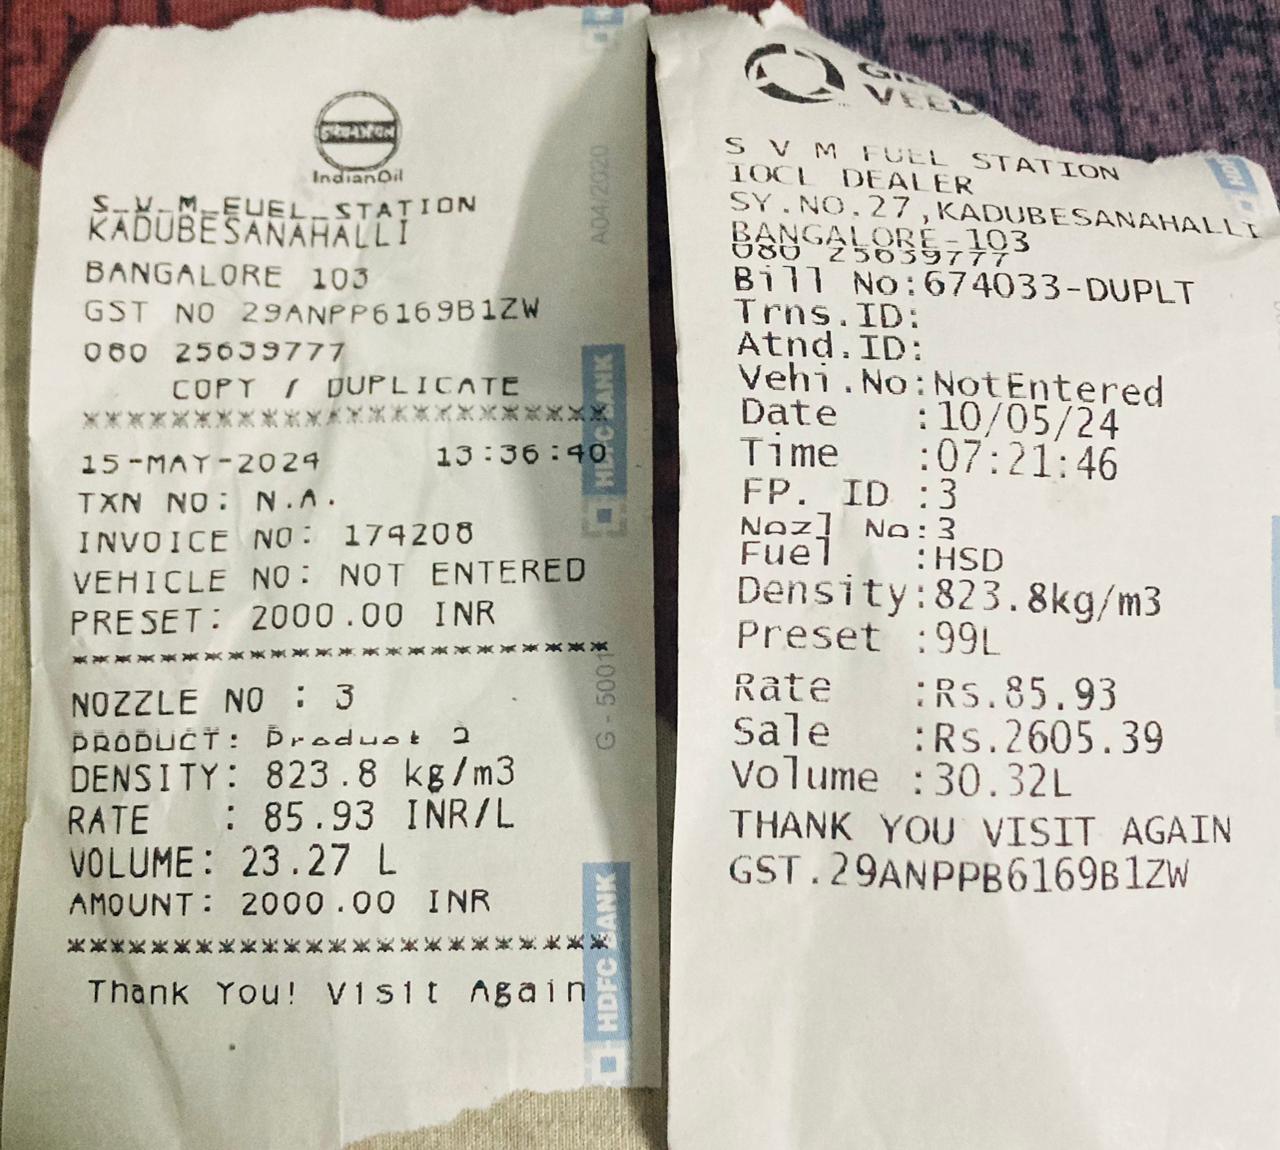 IndianOil
S V M FUEL STATION
KADUBESANAHALLI
BANGALORE 103
GST NO 29ANPP6169B1ZW
080 25639777
COPY / DUPLICATE
************************
15-MAY-2024 13:36:40
TXN NO: N.A.
INVOICE NO: 174208
VEHICLE NO: NOT ENTERED
PRESET: 2000.00 INR
************************
NOZZLE NO : 3
PRODUCT: Product 2
DENSITY: 823.8 kg/m3
RATE : 85.93 INR/L
VOLUME: 23.27 L
AMOUNT: 2000.00 INR
************************
Thank You! Visit Again
A04/2020
HDFC BANK
G - 5001
HDFC BANK
S V M FUEL STATION
IOCL DEALER
SY.NO.27,KADUBESANAHALLI
BANGALORE-103
080 25639777
Bill No:674033-DUPLT
Trns.ID:
Atnd.ID:
Vehi.No:NotEntered
Date :10/05/24
Time :07:21:46
FP. ID :3
Nozl No:3
Fuel :HSD
Density:823.8kg/m3
Preset :99L
Rate :Rs.85.93
Sale :Rs.2605.39
Volume :30.32L
THANK YOU VISIT AGAIN
GST.29ANPPB6169B1ZW